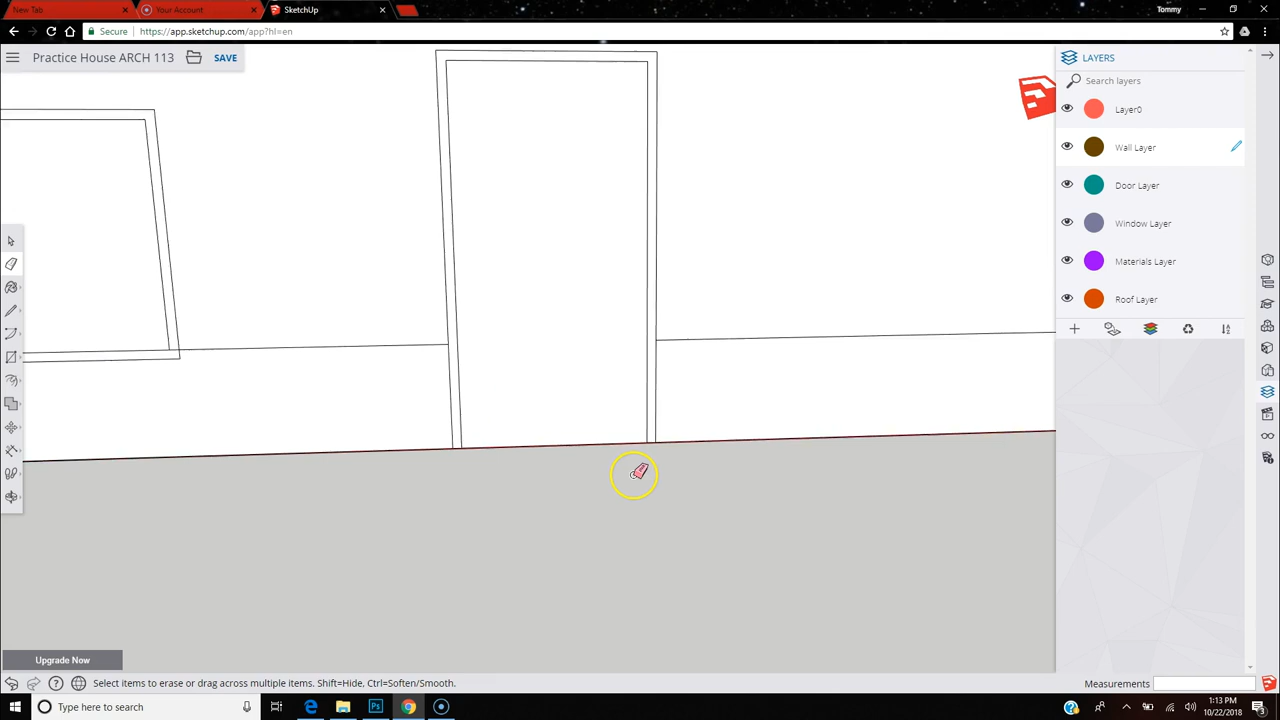 New Tab
Your Account
SketchUp
Tommy
Secure
https://app.sketchup.com/app?hl=en
Practice House ARCH 113
SAVE
LAYERS
Search layers
Layer0
Wall Layer
Door Layer
Window Layer
Materials Layer
Roof Layer
Upgrade Now
Select items to erase or drag across multiple items. Shift=Hide, Ctrl=Soften/Smooth.
Measurements
Type here to search
1:13 PM
10/22/2018